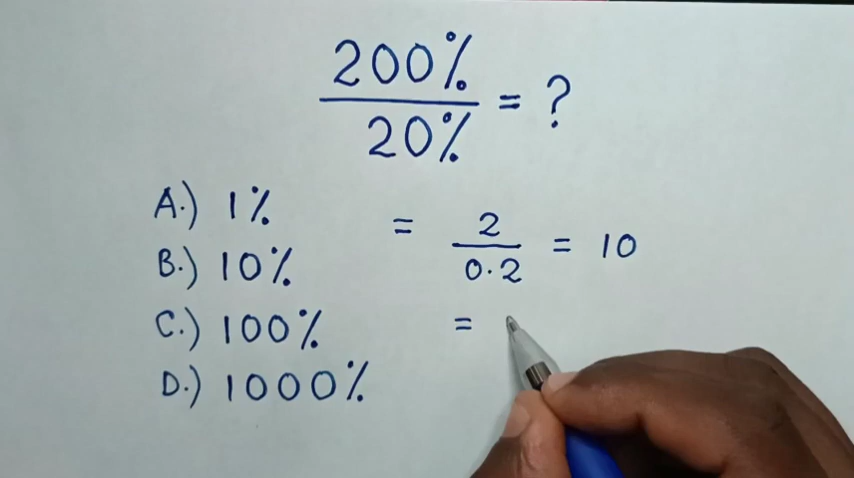 200%
20%
= ?
A.) 1%
B.) 10%
C.) 100%
D.) 1000%
= 2
0.2
= 10
=